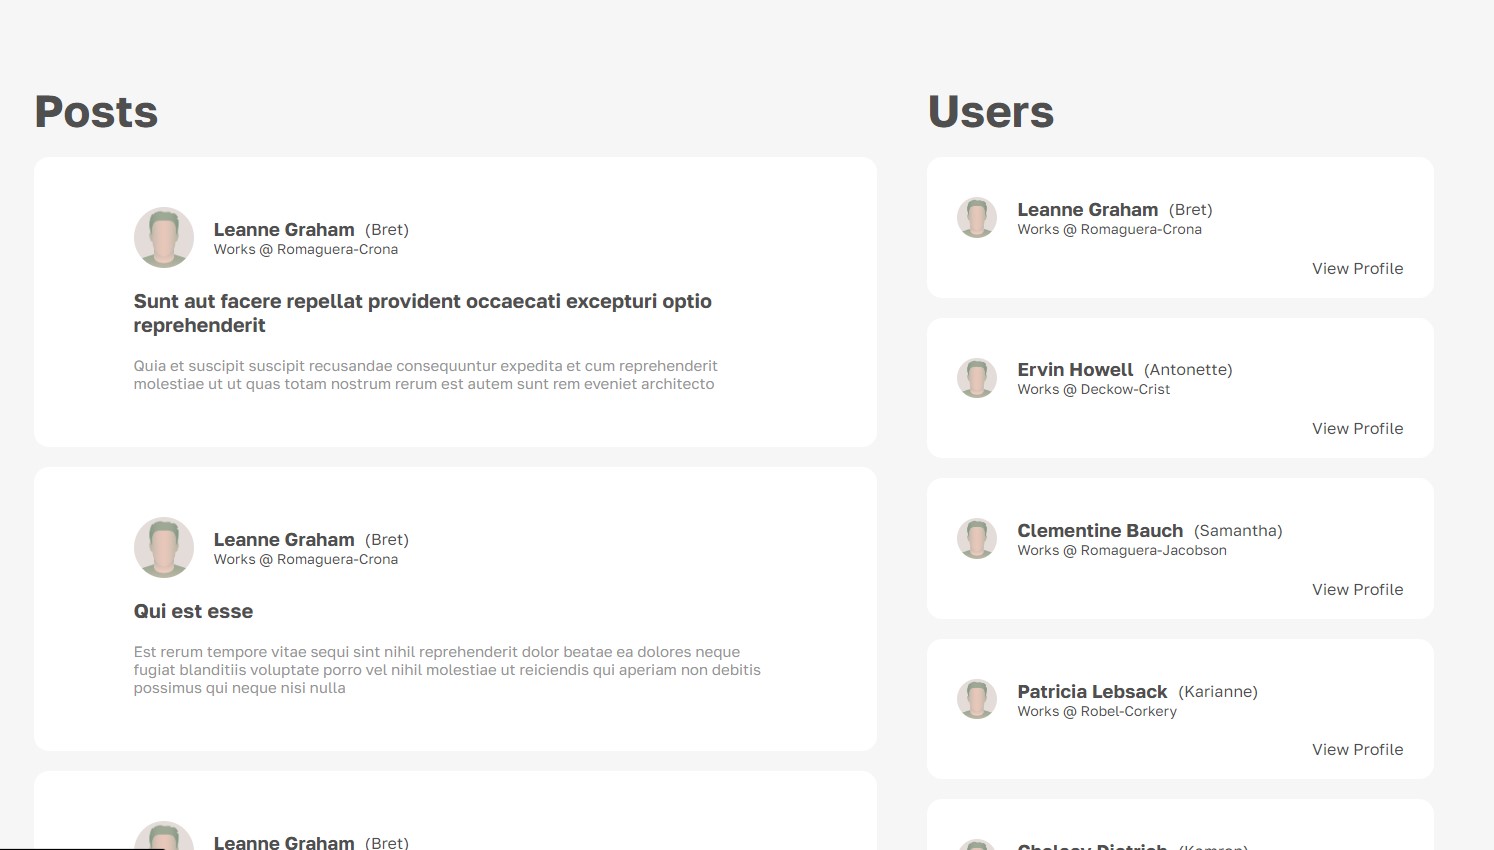 Posts
Leanne Graham (Bret)
Works @ Romaguera-Crona
Sunt aut facere repellat provident occaecati excepturi optio
reprehenderit
Quia et suscipit suscipit recusandae consequuntur expedita et cum reprehenderit
molestiae ut ut quas totam nostrum rerum est autem sunt rem eveniet architecto
Leanne Graham (Bret)
Works @ Romaguera-Crona
Qui est esse
Est rerum tempore vitae sequi sint nihil reprehenderit dolor beatae ea dolores neque
fugiat blanditiis voluptate porro vel nihil molestiae ut reiciendis qui aperiam non debitis
possimus qui neque nisi nulla
Leanne Graham (Bret)
Users
Leanne Graham (Bret)
Works @ Romaguera-Crona
View Profile
Ervin Howell (Antonette)
Works @ Deckow-Crist
View Profile
Clementine Bauch (Samantha)
Works @ Romaguera-Jacobson
View Profile
Patricia Lebsack (Karianne)
Works @ Robel-Corkery
View Profile
Chelsey Dietrich (Kamren)